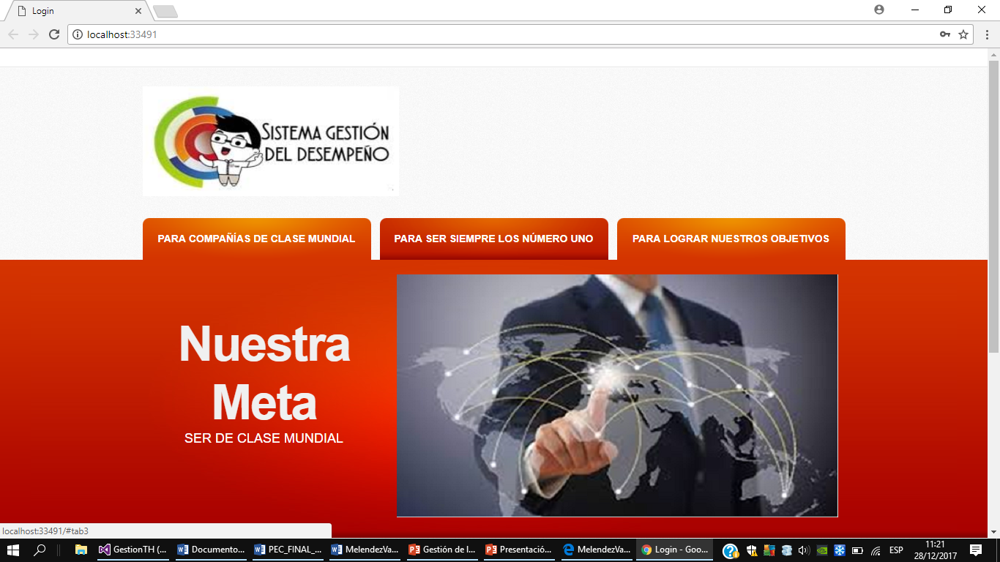 Login
localhost:33491
SISTEMA GESTIÓN
DEL DESEMPEÑO
PARA COMPAÑÍAS DE CLASE MUNDIAL
PARA SER SIEMPRE LOS NÚMERO UNO
PARA LOGRAR NUESTROS OBJETIVOS
Nuestra
Meta
SER DE CLASE MUNDIAL
localhost:33491/#tab3
GestionTH (...
Documento...
PEC_FINAL_...
MelendezVa...
Gestión de I...
Presentació...
MelendezVa...
Login - Goo...
ESP
11:21
28/12/2017